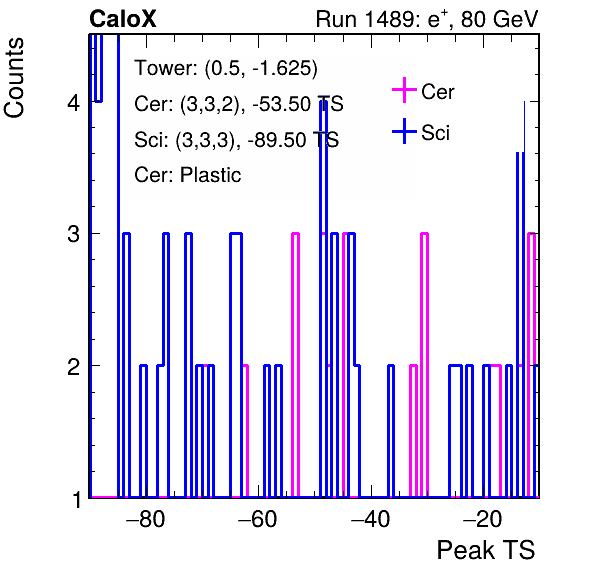 CaloX Run 1489: e+, 80 GeV
Counts
Tower: (0.5, -1.625)
Cer: (3,3,2), -53.50 TS
Sci: (3,3,3), -89.50 TS
Cer: Plastic
Cer
Sci
4
3
2
1
−80 −60 −40 −20
Peak TS